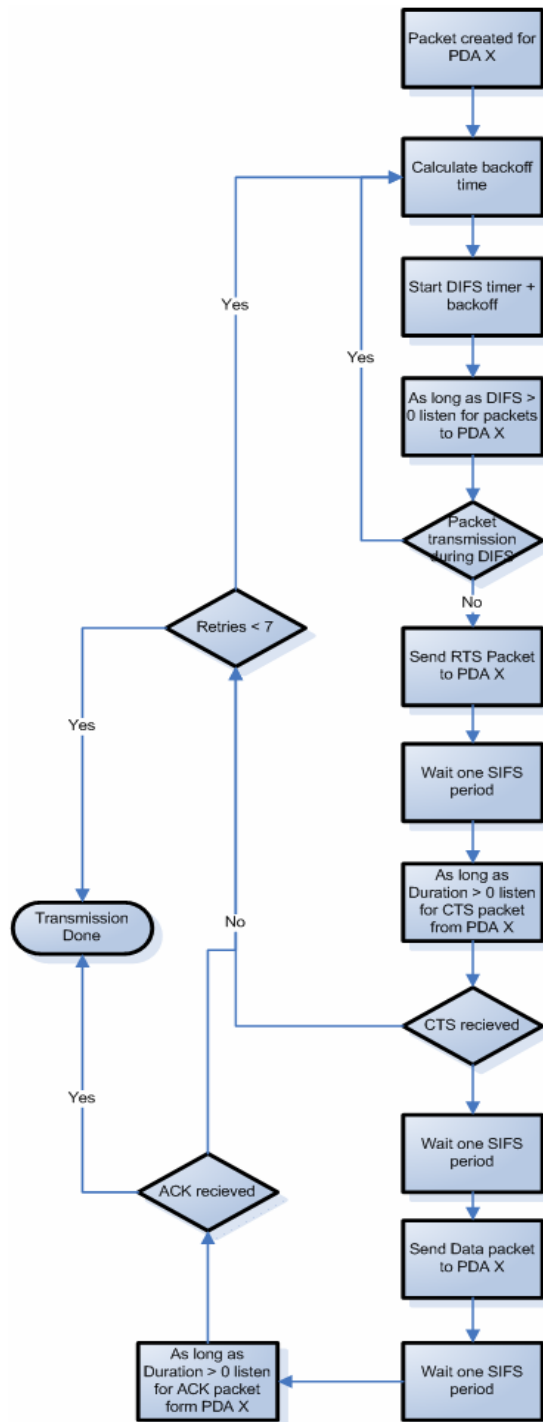 Packet created for
PDA X
Calculate backoff
time
Start DIFS timer +
backoff
Yes
Yes
As long as DIFS >
0 listen for packets
to PDA X
Packet
transmission
during DIFS
No
Retries < 7
Send RTS Packet
to PDA X
Yes
Wait one SIFS
period
As long as
Duration > 0 listen
for CTS packet
from PDA X
Transmission
Done
No
CTS recieved
Yes
Wait one SIFS
period
ACK recieved
Send Data packet
to PDA X
As long as
Duration > 0 listen
for ACK packet
form PDA X
Wait one SIFS
period